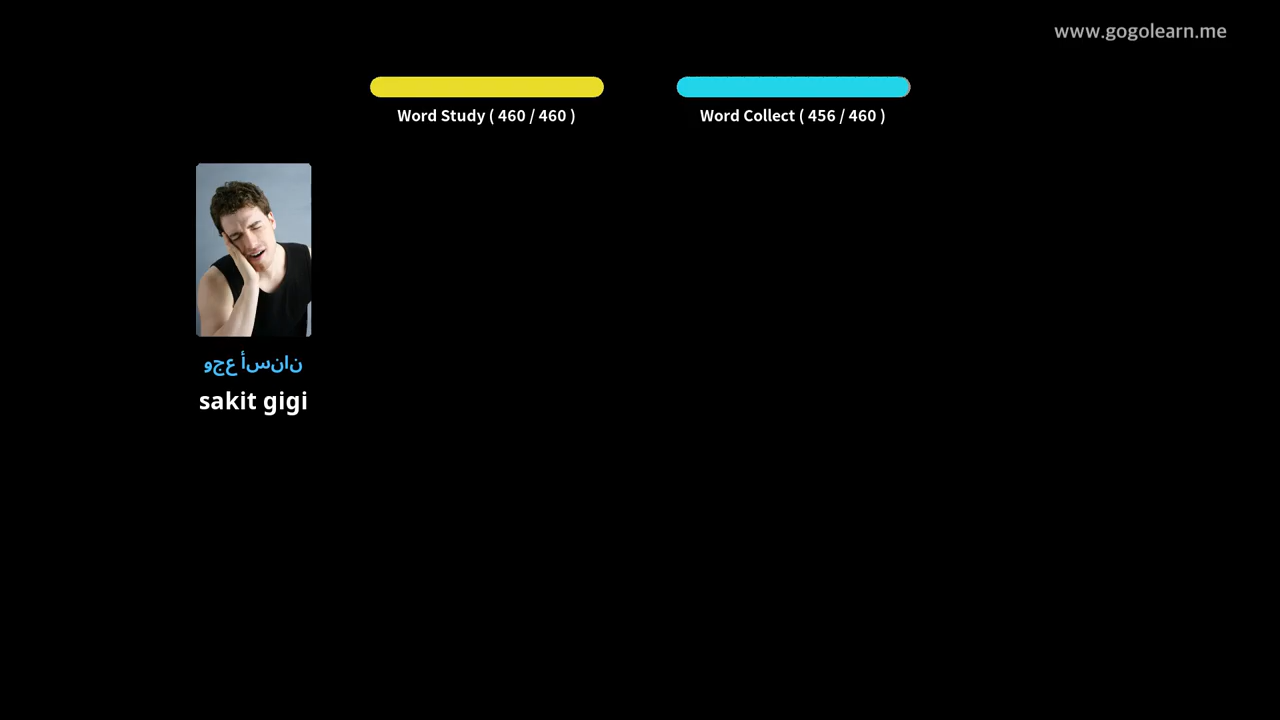 www.gogolearn.me
Word Study ( 460 / 460 )
Word Collect ( 456 / 460 )
وجع أسنان
sakit gigi